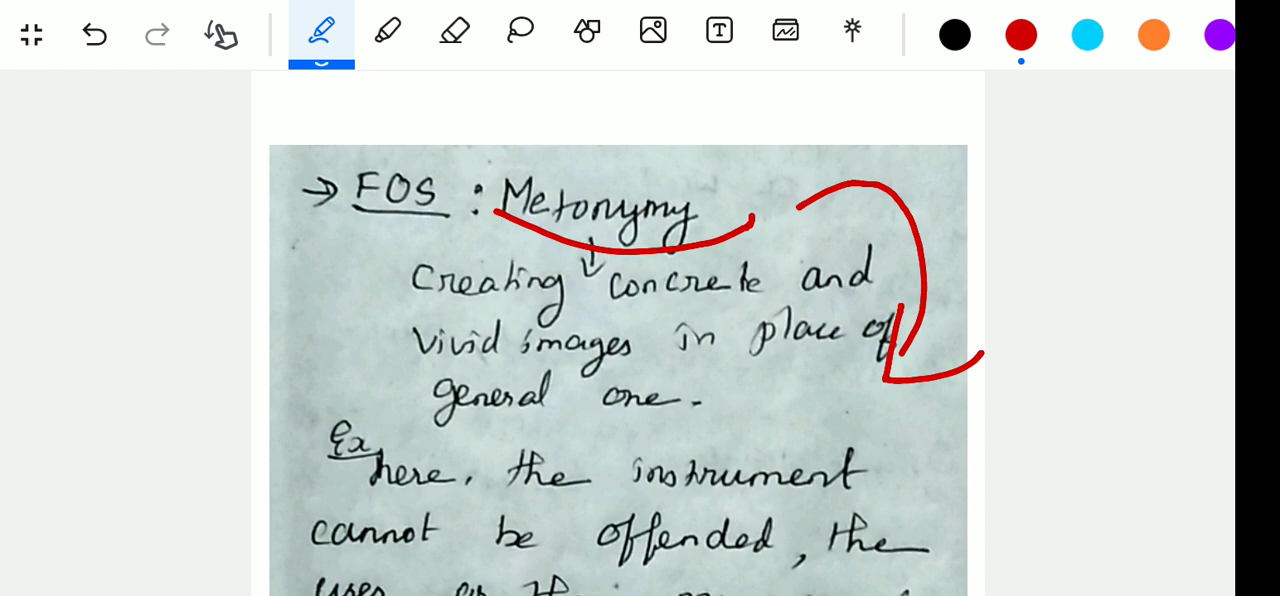 → FOS : Metonymy
Creating concrete and
vivid images in place of
general one.
Ex
here, the instrument
cannot be offended, the